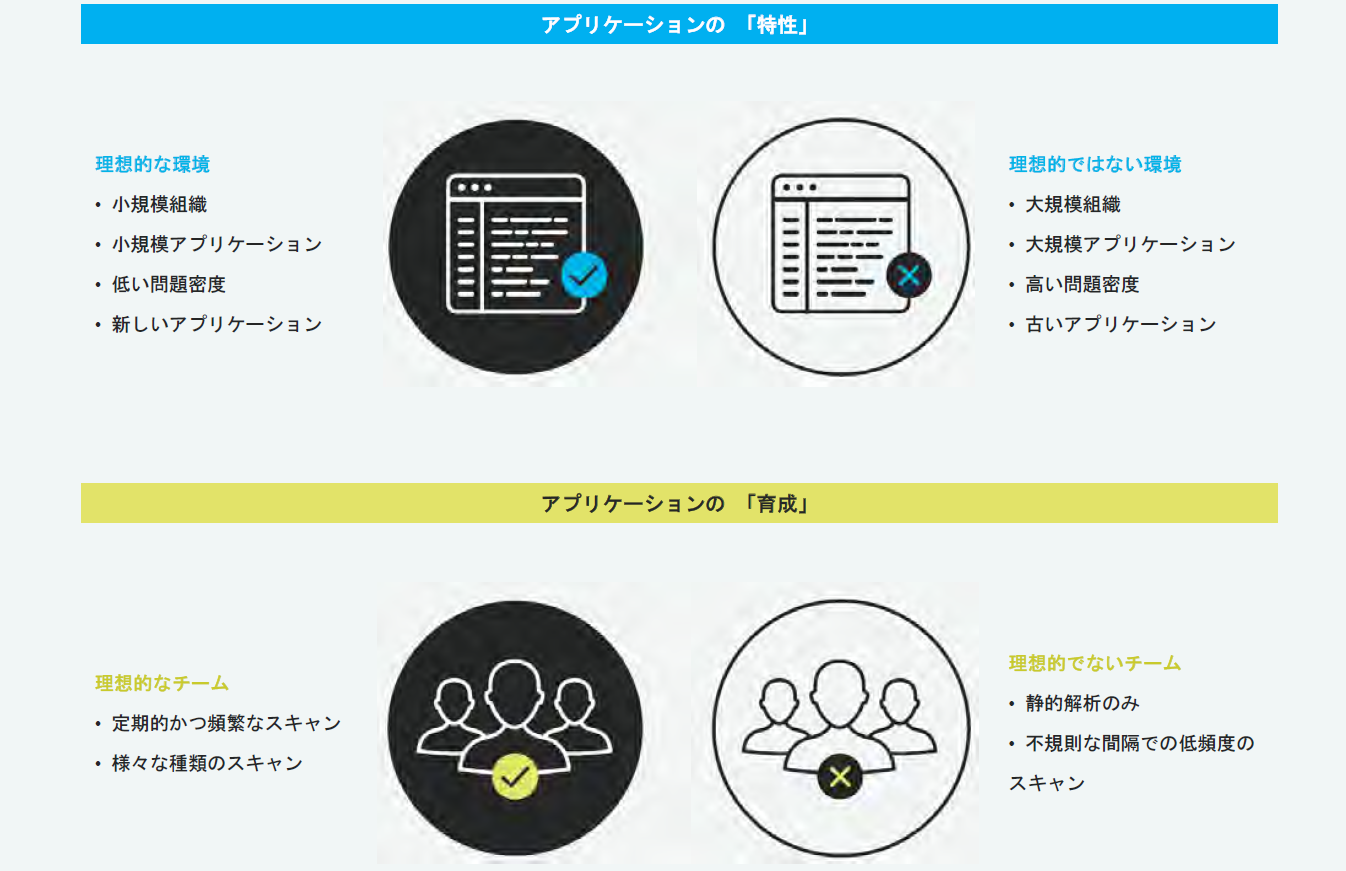 アプリケーションの 「特性」
理想的な環境
• 小規模組織
• 小規模アプリケーション
• 低い問題密度
• 新しいアプリケーション
理想的ではない環境
• 大規模組織
• 大規模アプリケーション
• 高い問題密度
• 古いアプリケーション
アプリケーションの 「育成」
理想的なチーム
• 定期的かつ頻繁なスキャン
• 様々な種類のスキャン
理想的でないチーム
• 静的解析のみ
• 不規則な間隔での低頻度の
スキャン